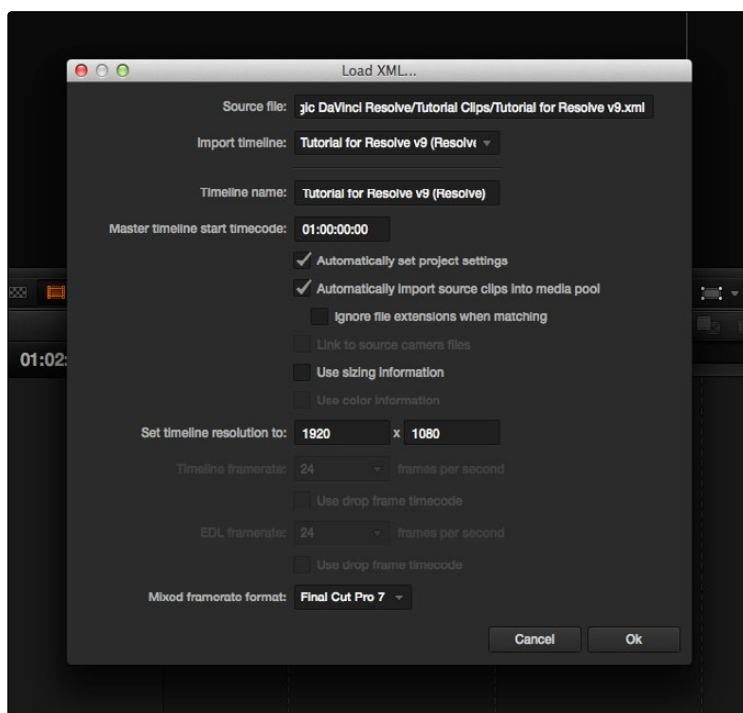 Load XML...
Source file: gic DaVinci Resolve/Tutorial Clips/Tutorial for Resolve v9.xml
Import timeline: Tutorial for Resolve v9 (Resolve
Timeline name: Tutorial for Resolve v9 (Resolve)
Master timeline start timecode: 01:00:00:00
Automatically set project settings
Automatically import source clips into media pool
Ignore file extensions when matching
Link to source camera files
01:02:
Use sizing information
Use color information
Set timeline resolution to: 1920 x 1080
Timeline framerate: 24 frames per second
Use drop frame timecode
EDL framerate: 24 frames per second
Use drop frame timecode
Mixed framerate format: Final Cut Pro 7
Cancel Ok